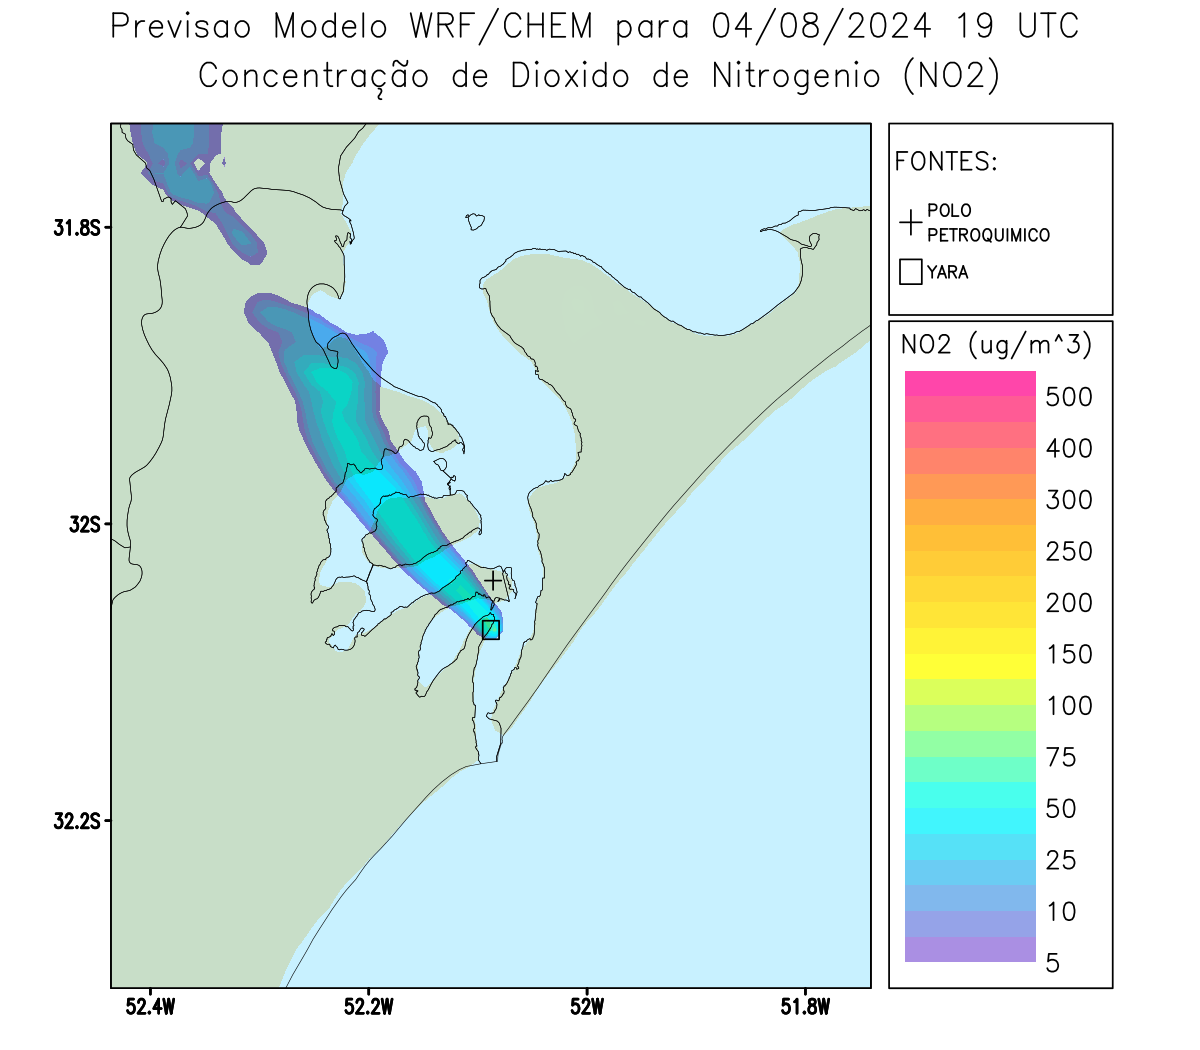 Previsao Modelo WRF/CHEM para 04/08/2024 19 UTC
Concentração de Dioxido de Nitrogenio (NO2)
FONTES:
POLO
PETROQUIMICO
YARA
31.8S
32S
32.2S
52.4W
52.2W
52W
51.8W
NO2 (ug/m^3)
500
400
300
250
200
150
100
75
50
25
10
5